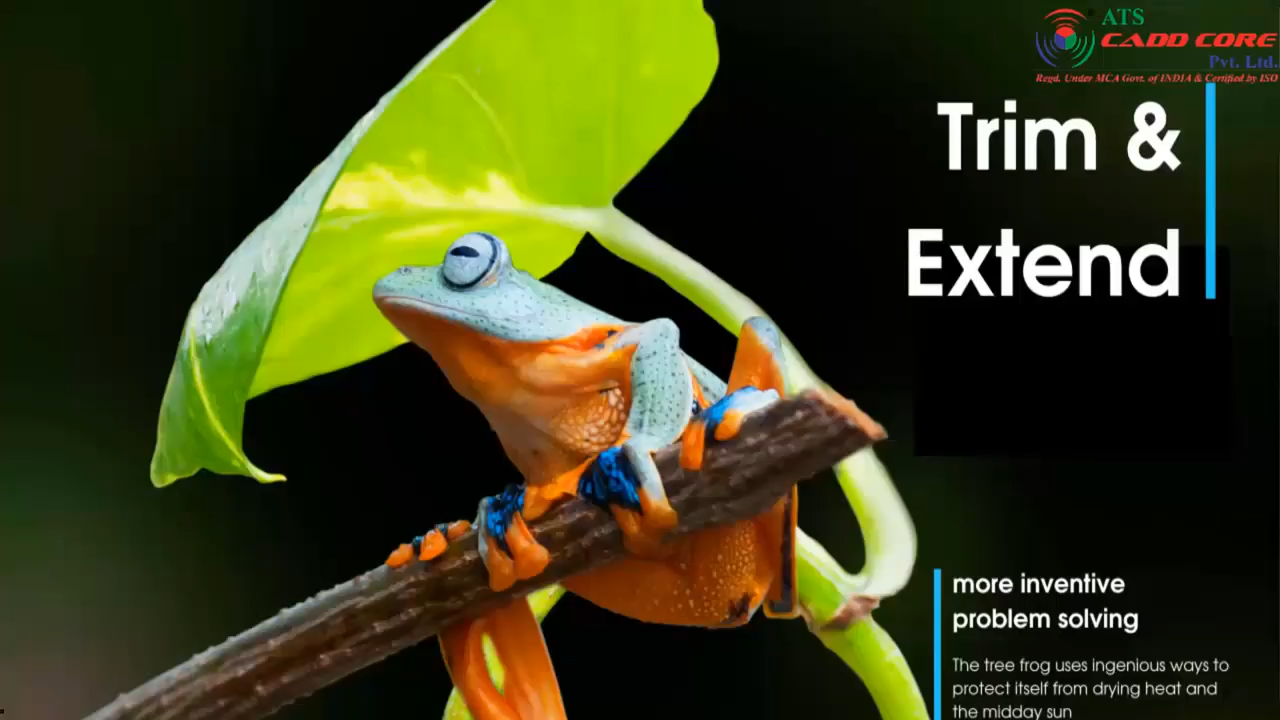 ATS
CADD CORE
Pvt. Ltd.
Regd. Under MCA Govt. of INDIA & Certified by ISO
Trim &
Extend
more inventive
problem solving
The tree frog uses ingenious ways to
protect itself from drying heat and
the midday sun